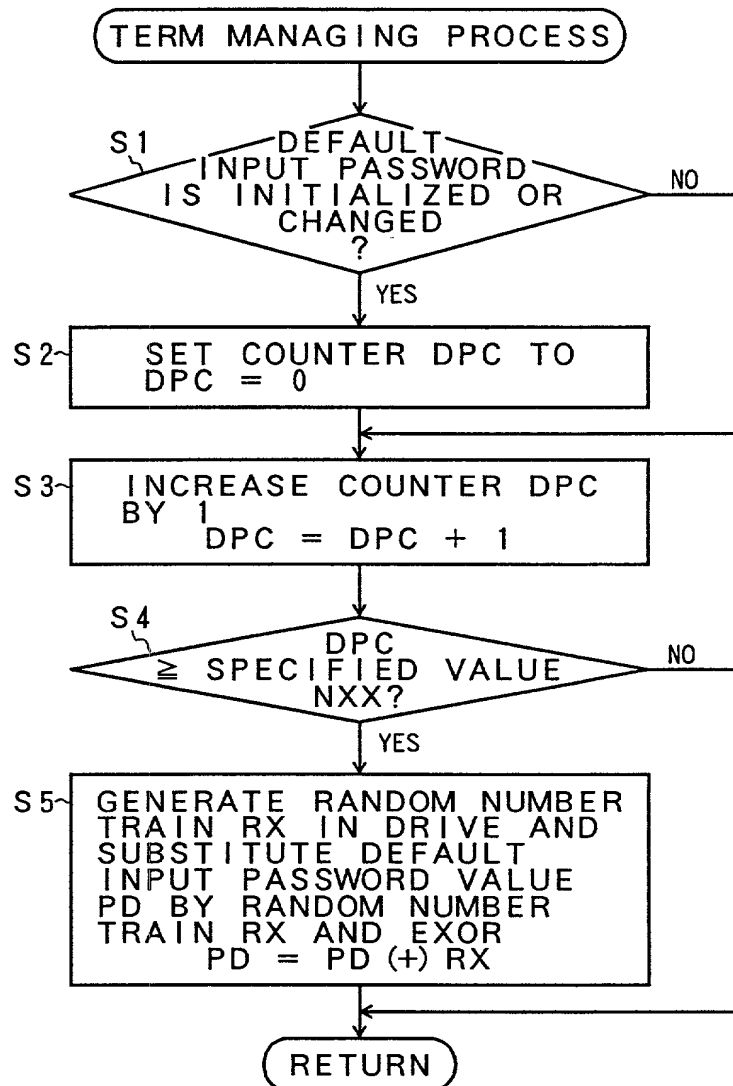 TERM MANAGING PROCESS
S1
DEFAULT
INPUT PASSWORD
IS INITIALIZED OR
CHANGED
?
NO
YES
S2
SET COUNTER DPC TO
DPC = 0
S3
INCREASE COUNTER DPC
BY 1
DPC = DPC + 1
S4
DPC
≧ SPECIFIED VALUE
NXX?
NO
YES
S5
GENERATE RANDOM NUMBER
TRAIN RX IN DRIVE AND
SUBSTITUTE DEFAULT
INPUT PASSWORD VALUE
PD BY RANDOM NUMBER
TRAIN RX AND EXOR
PD = PD (+) RX
RETURN